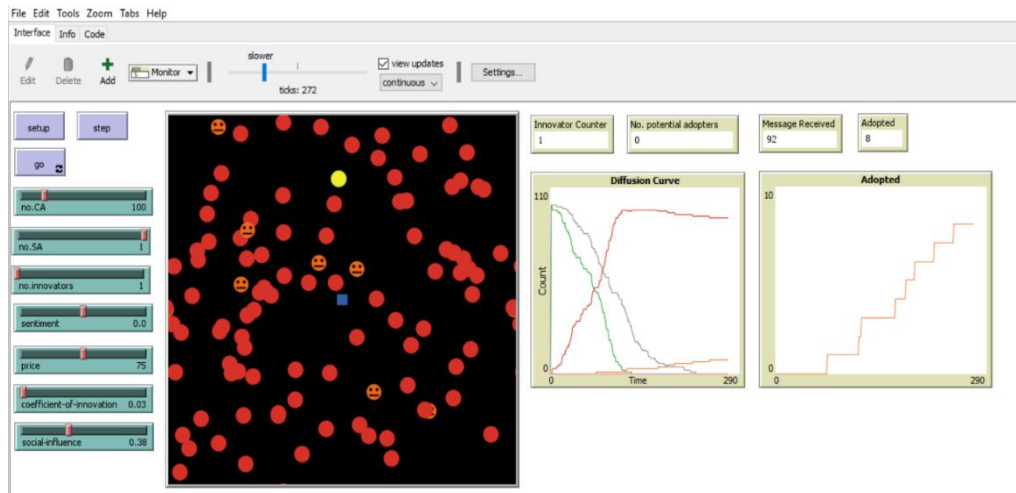 File Edit Tools Zoom Tabs Help
Interface Info Code
Edit
Delete
Add
Monitor
slower
ticks: 272
view updates
continuous
Settings...
setup
step
go
no.CA 100
no.SA 1
no.innovators 1
sentiment 0.0
price 75
coefficient-of-innovation 0.03
social-influence 0.38
Innovator Counter
1
No. potential adopters
0
Message Received
92
Adopted
8
Diffusion Curve
110
Count
0
0
Time
290
Adopted
10
0
0
290